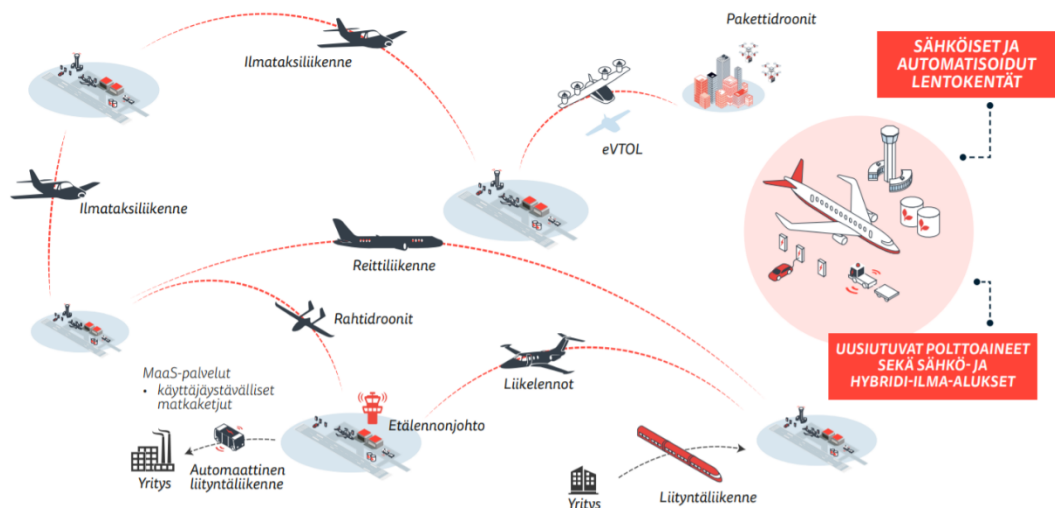 Pakettidroonit
Ilmataksiliikenne
SÄHKÖISET JA
AUTOMATISOIDUT
LENTOKENTÄT
eVTOL
Ilmataksiliikenne
Reittiliikenne
Rahtidroonit
UUSIUTUVAT POLTTOAINEET
SEKÄ SÄHKÖ- JA
HYBRIDI-ILMA-ALUKSET
MaaS-palvelut
• käyttäjäystävälliset
matkaketjut
Liikelennot
Etälennonjohto
Yritys
Automaattinen
liityntäliikenne
Yritys
Liityntäliikenne